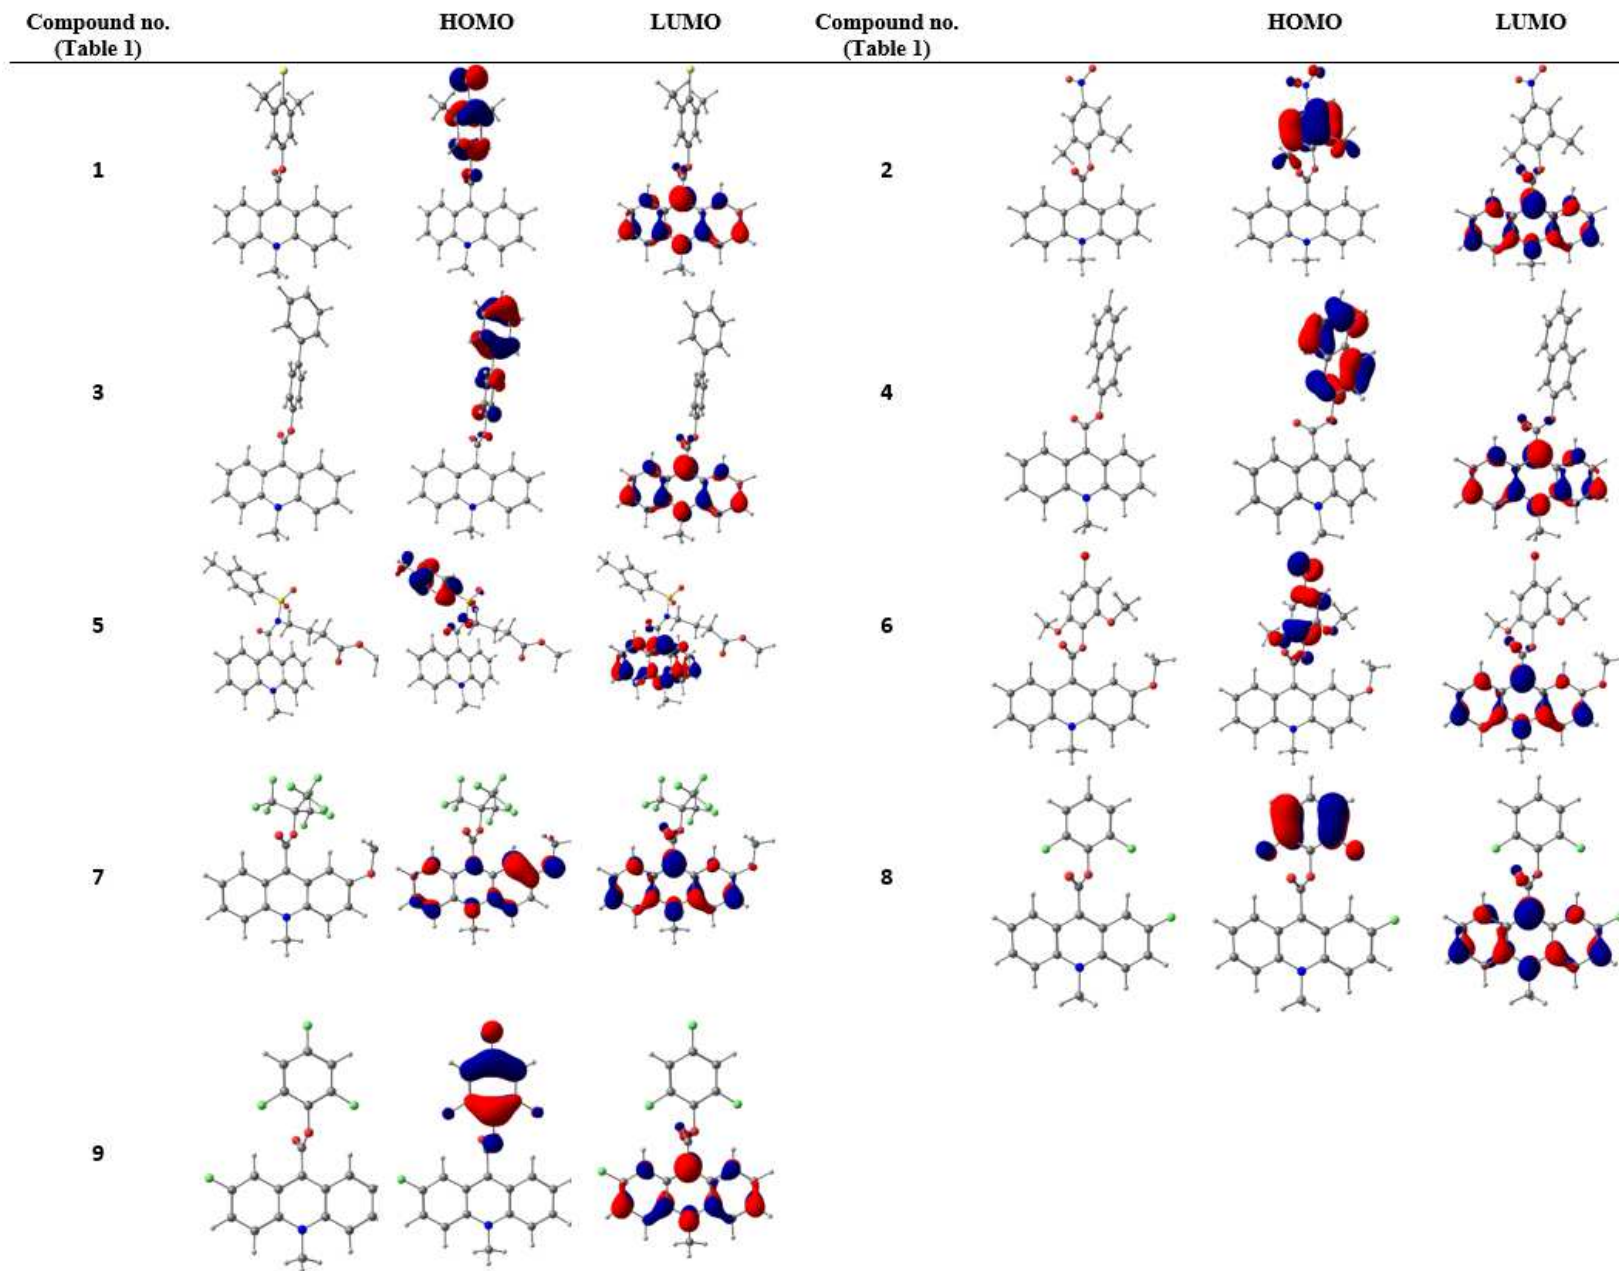 Compound no. HOMO LUMO Compound no. HOMO LUMO
(Table 1) (Table 1)
1 2
3 4
5 6
7 8
9